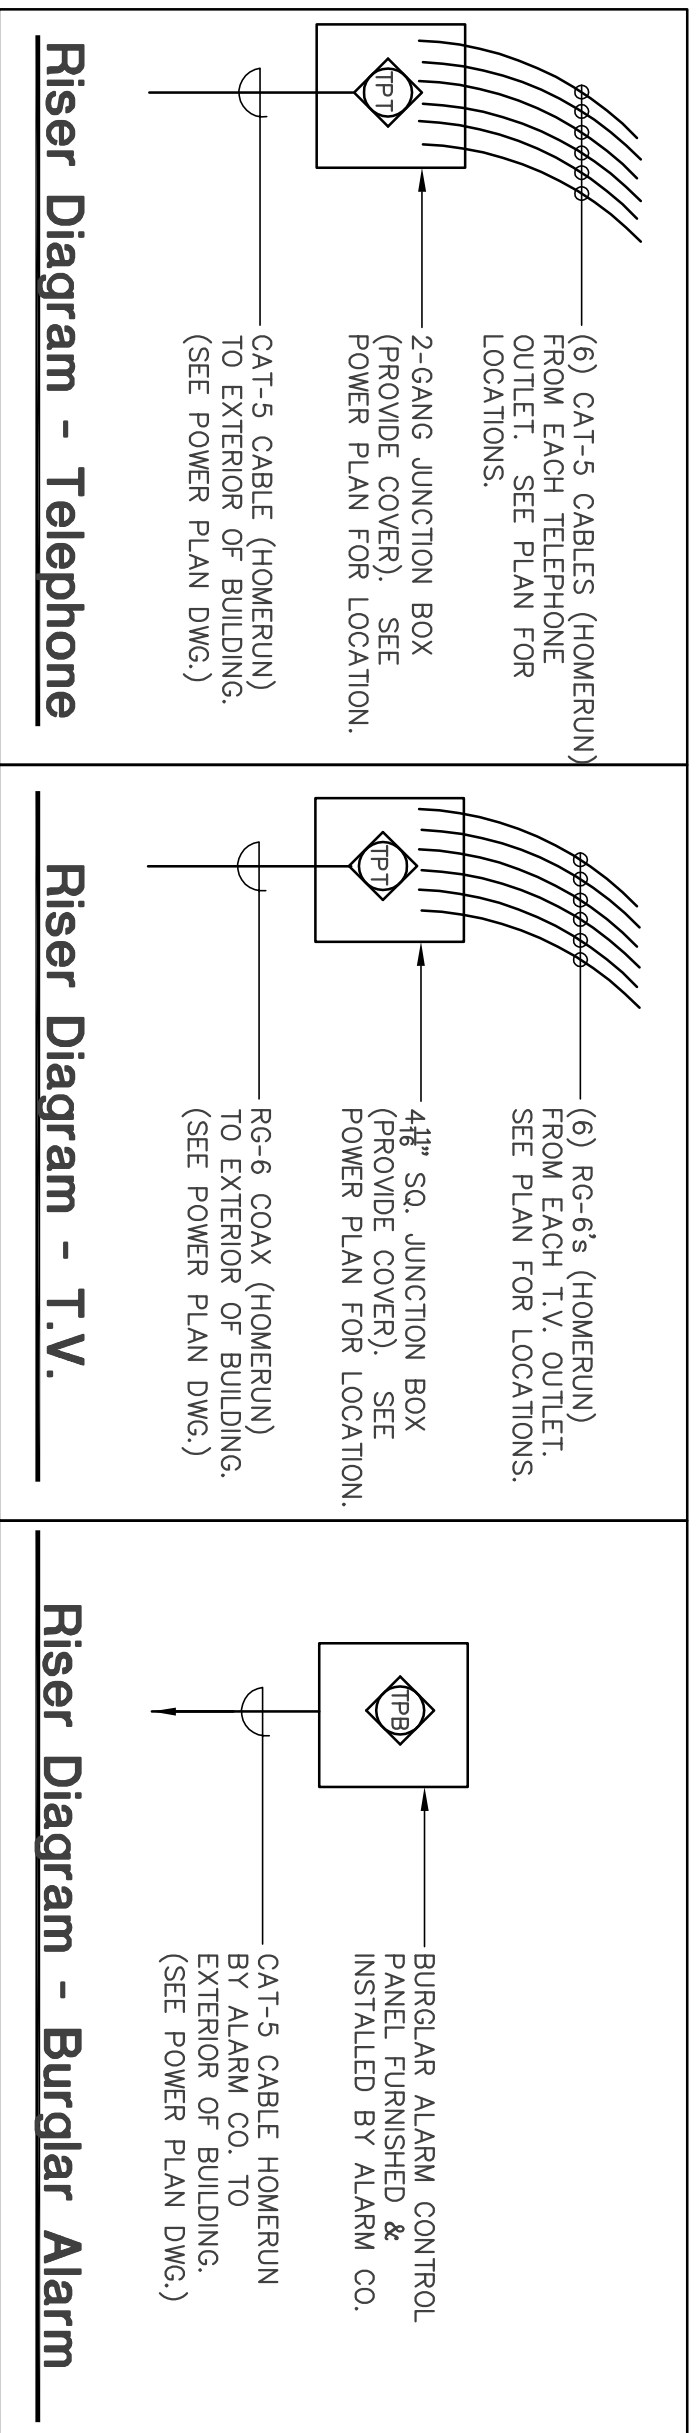 (6) CAT-5 CABLES (HOMERUN)
FROM EACH TELEPHONE
OUTLET. SEE PLAN FOR
LOCATIONS.
TPT
2-GANG JUNCTION BOX
(PROVIDE COVER). SEE
POWER PLAN FOR LOCATION.
CAT-5 CABLE (HOMERUN)
TO EXTERIOR OF BUILDING.
(SEE POWER PLAN DWG.)
Riser Diagram - Telephone
(6) RG-6's (HOMERUN)
FROM EACH T.V. OUTLET.
SEE PLAN FOR LOCATIONS.
TPT
4 11/16" SQ. JUNCTION BOX
(PROVIDE COVER). SEE
POWER PLAN FOR LOCATION.
RG-6 COAX (HOMERUN)
TO EXTERIOR OF BUILDING.
(SEE POWER PLAN DWG.)
Riser Diagram - T.V.
TPB
BURGLAR ALARM CONTROL
PANEL FURNISHED &
INSTALLED BY ALARM CO.
CAT-5 CABLE HOMERUN
BY ALARM CO. TO
EXTERIOR OF BUILDING.
(SEE POWER PLAN DWG.)
Riser Diagram - Burglar Alarm